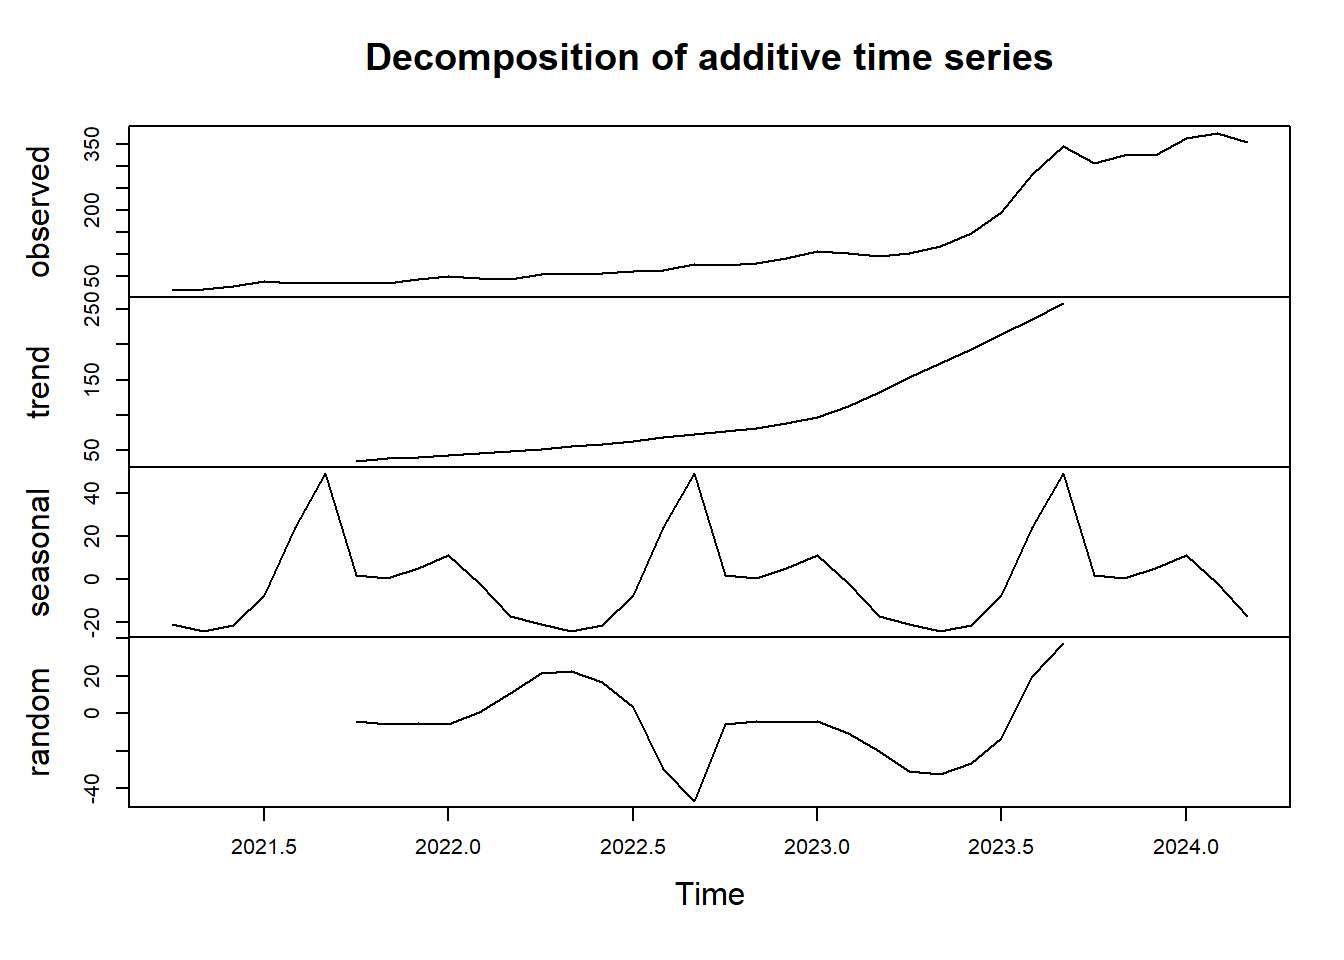 Decomposition of additive time series
observed
50 200 350
trend
50 150 250
seasonal
-20 0 20 40
random
-40 0 20
2021.5 2022.0 2022.5 2023.0 2023.5 2024.0
Time